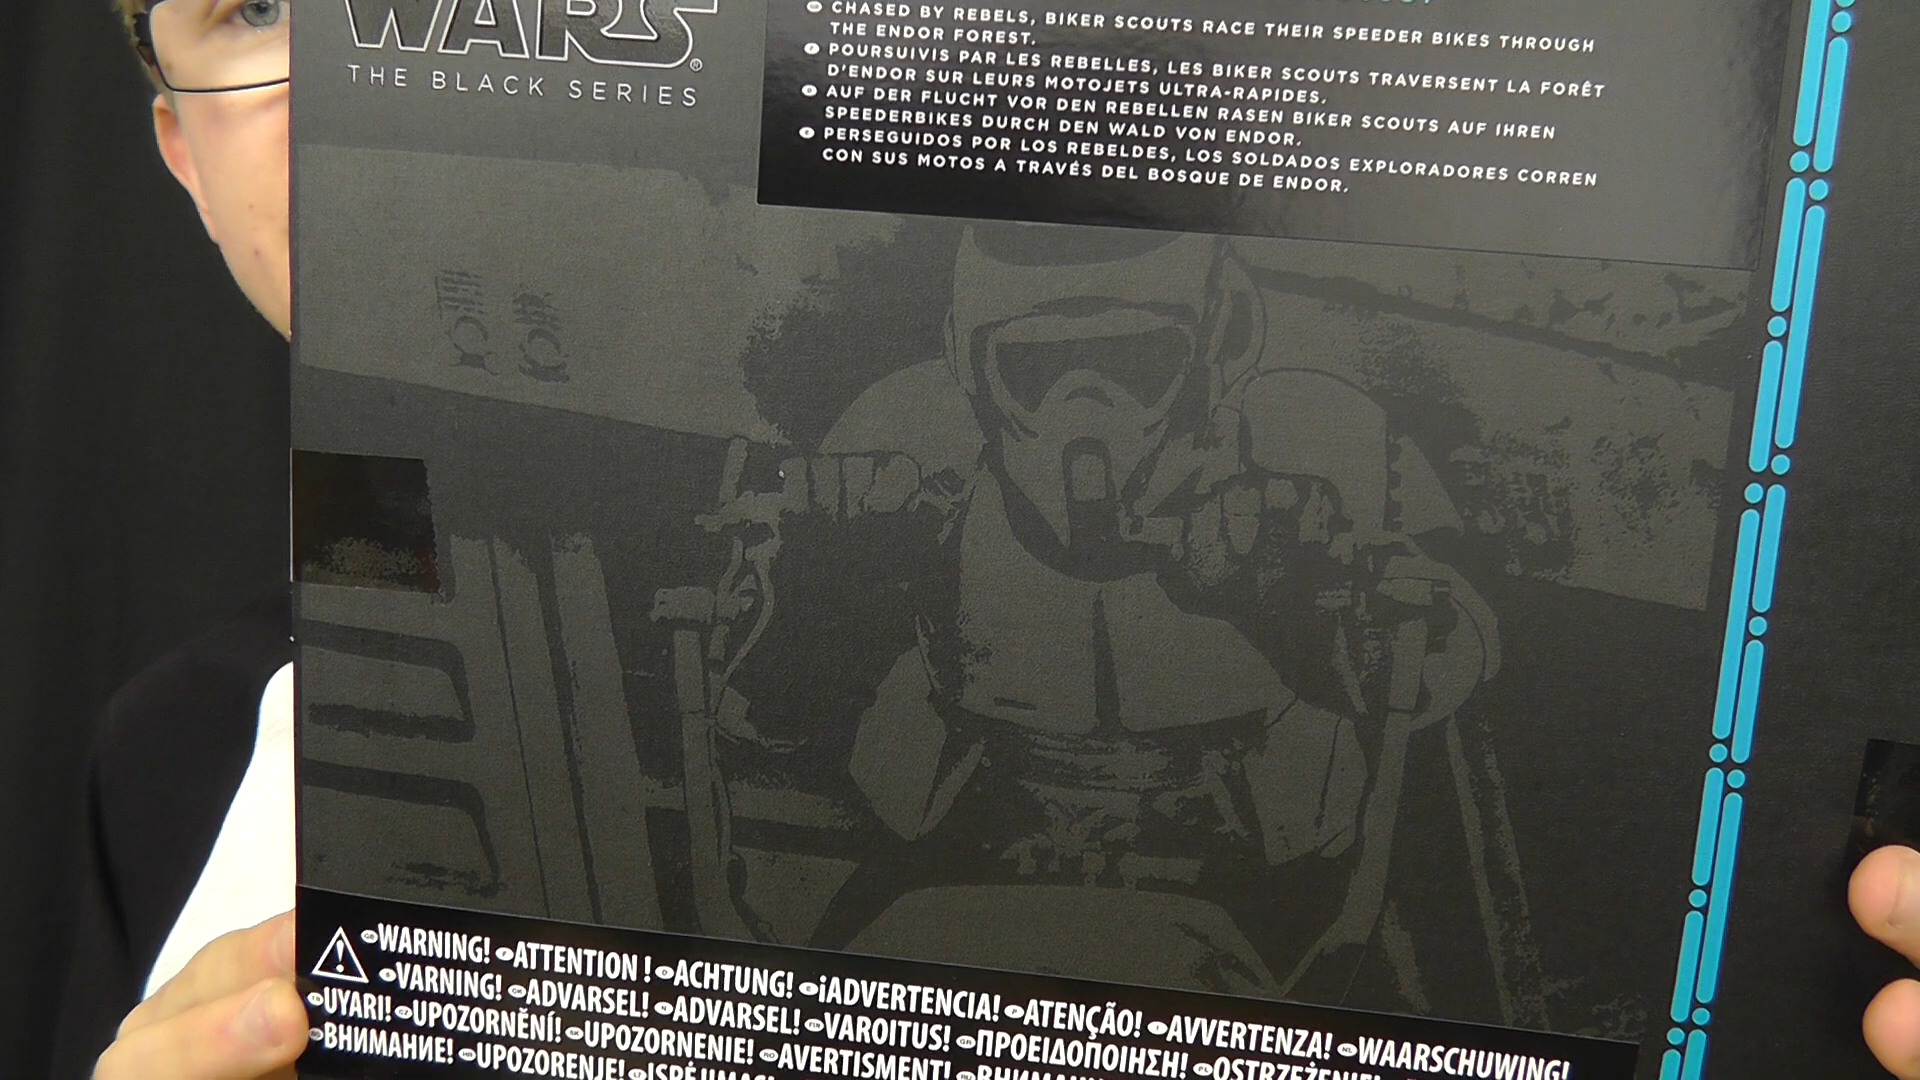 WARS®
THE BLACK SERIES
CHASED BY REBELS, BIKER SCOUTS RACE THEIR SPEEDER BIKES THROUGH
THE ENDOR FOREST.
POURSUIVIS PAR LES REBELLES, LES BIKER SCOUTS TRAVERSENT LA FORÊT
D'ENDOR SUR LEURS MOTOJETS ULTRA-RAPIDES.
AUF DER FLUCHT VOR DEN REBELLEN RASEN BIKER SCOUTS AUF IHREN
SPEEDERBIKES DURCH DEN WALD VON ENDOR.
PERSEGUIDOS POR LOS REBELDES, LOS SOLDADOS EXPLORADORES CORREN
CON SUS MOTOS A TRAVÉS DEL BOSQUE DE ENDOR.
WARNING! ATTENTION ! ACHTUNG! ¡ADVERTENCIA! ATENÇÃO! AVVERTENZA! WAARSCHUWING!
VARNING! ADVARSEL! ADVARSEL! VAROITUS! ΠΡΟΕΙΔΟΠΟΙΗΣΗ! OSTRZEŻENIE!
UYARI! UPOZORNĚNÍ! UPOZORNENIE! AVERTISMENT!
ВНИМАНИЕ! UPOZORENJE!